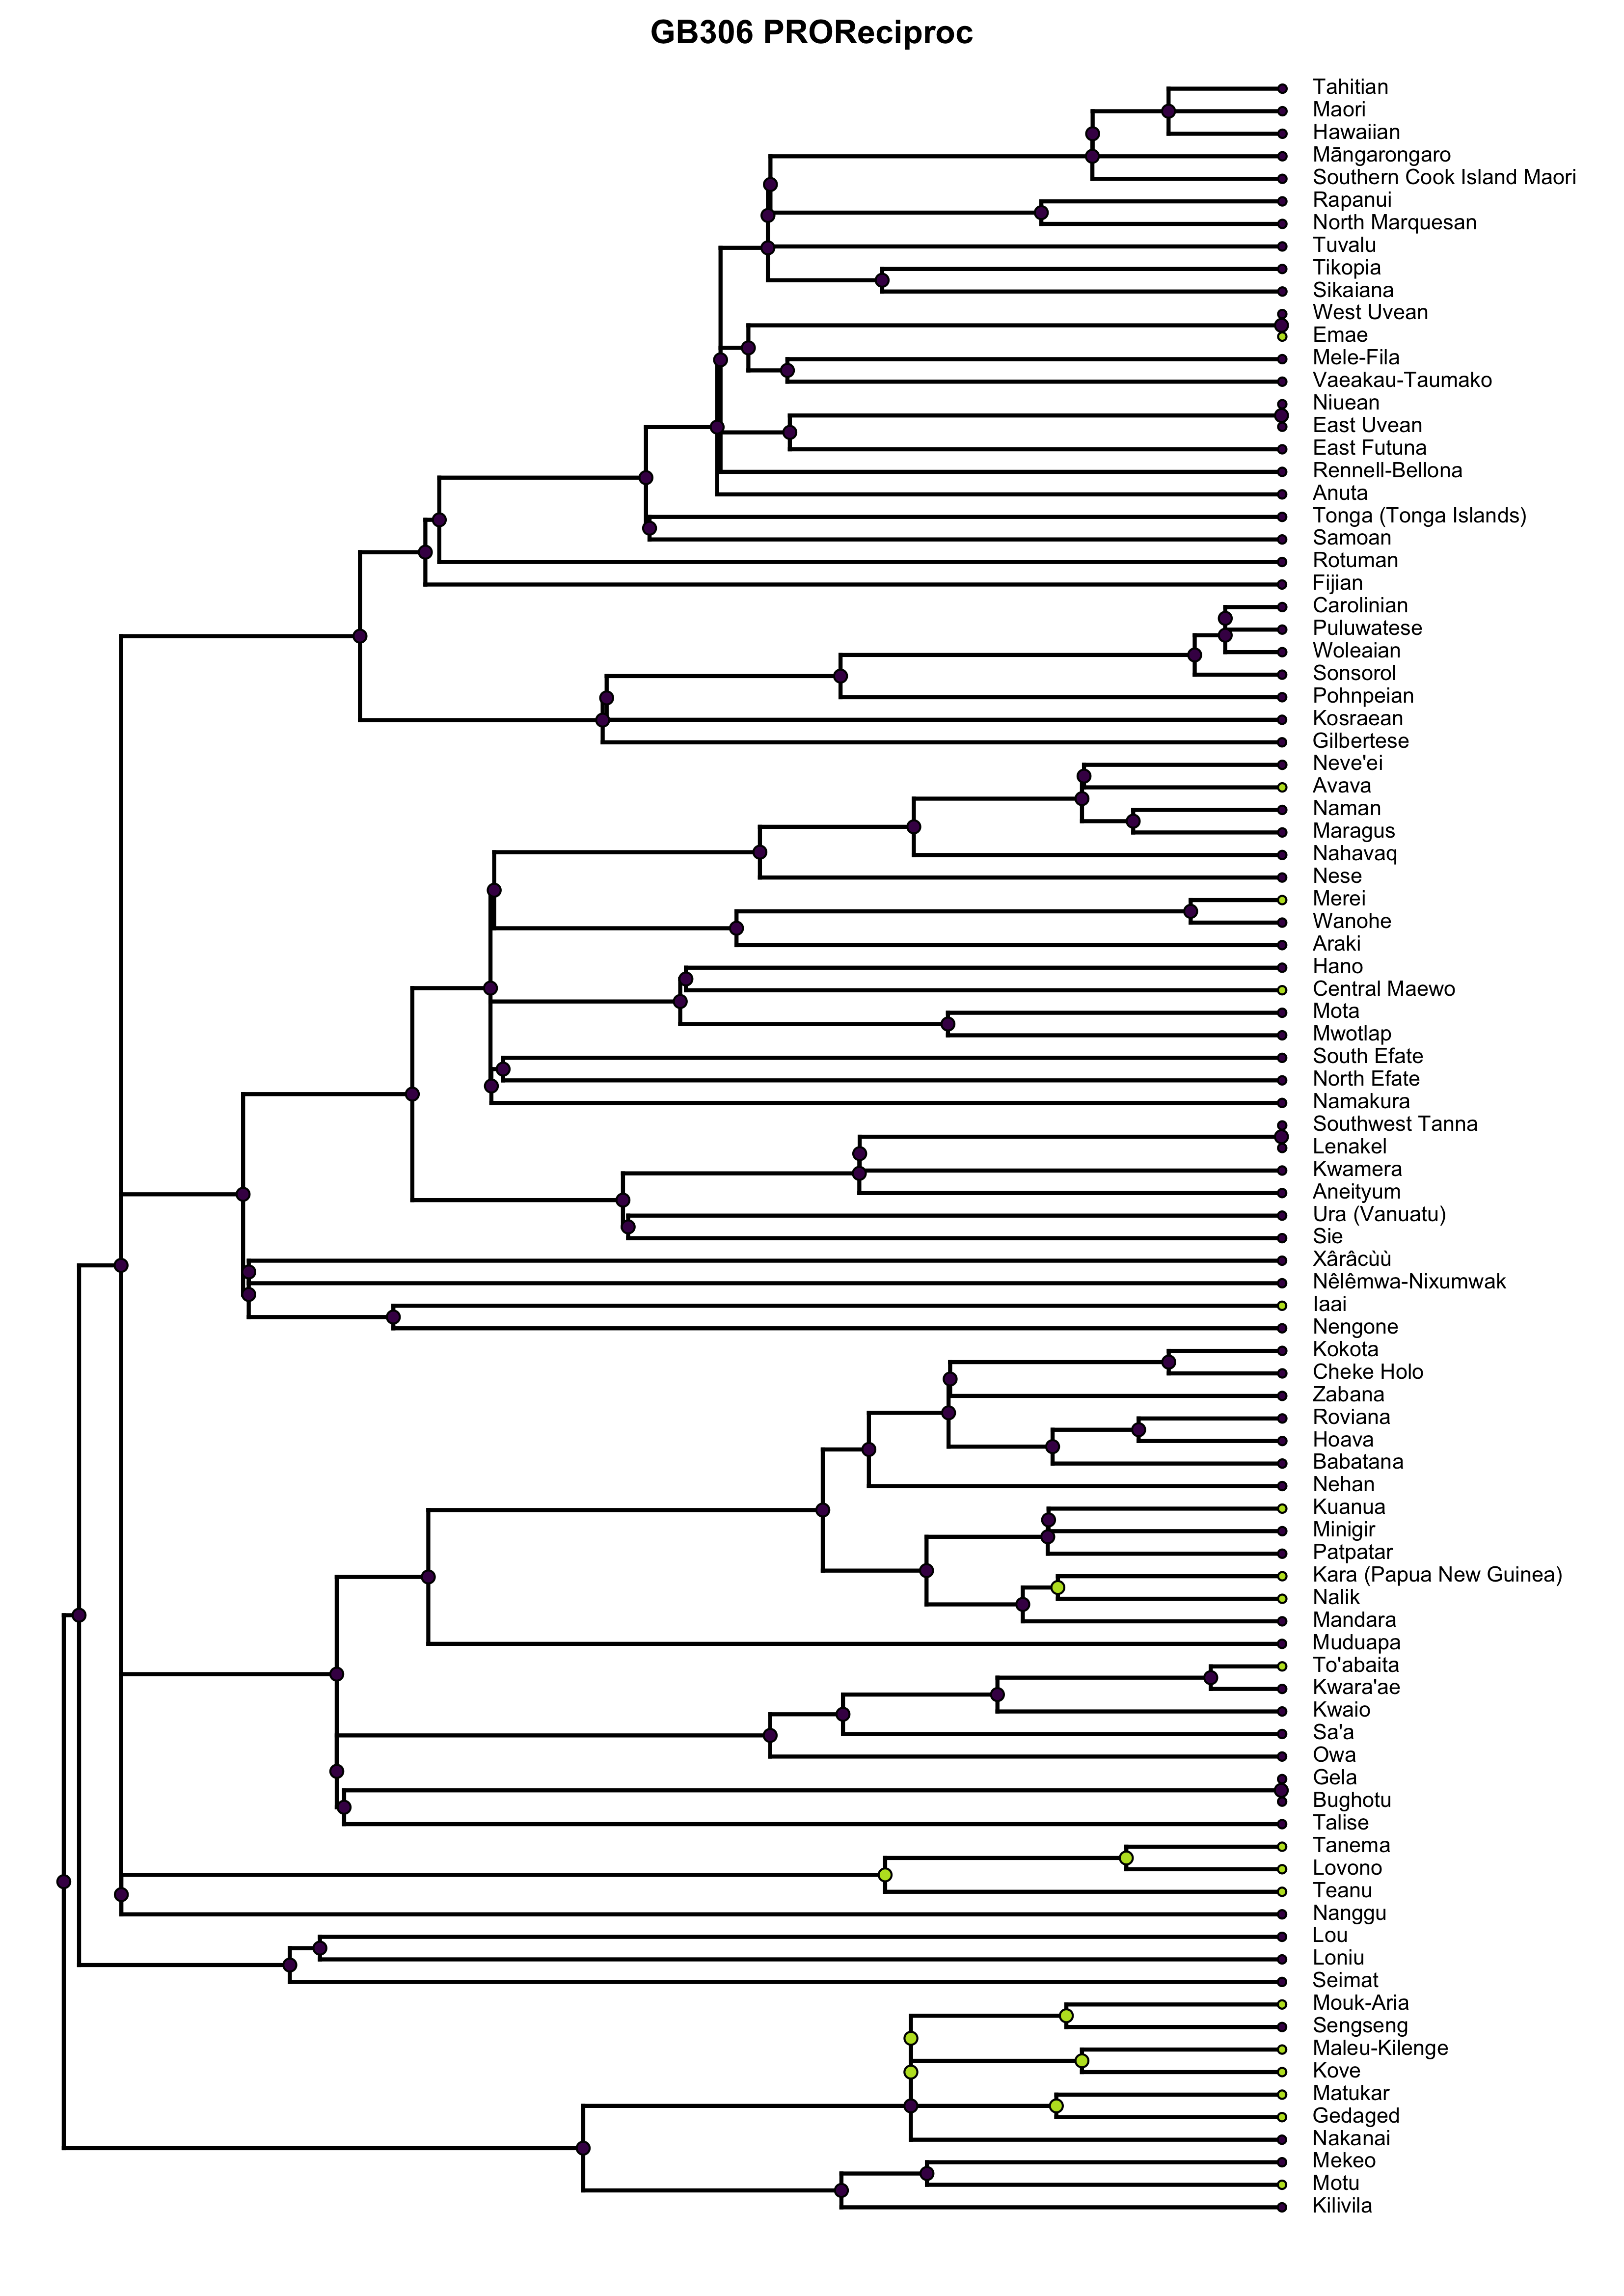 GB306 PROReciproc
Tahitian
Maori
Hawaiian
Māngarongaro
Southern Cook Island Maori
Rapanui
North Marquesan
Tuvalu
Tikopia
Sikaiana
West Uvean
Emae
Mele-Fila
Vaeakau-Taumako
Niuean
East Uvean
East Futuna
Rennell-Bellona
Anuta
Tonga (Tonga Islands)
Samoan
Rotuman
Fijian
Carolinian
Puluwatese
Woleaian
Sonsorol
Pohnpeian
Kosraean
Gilbertese
Neve'ei
Avava
Naman
Maragus
Nahavaq
Nese
Merei
Wanohe
Araki
Hano
Central Maewo
Mota
Mwotlap
South Efate
North Efate
Namakura
Southwest Tanna
Lenakel
Kwamera
Aneityum
Ura (Vanuatu)
Sie
Xârâcùù
Nêlêmwa-Nixumwak
Iaai
Nengone
Kokota
Cheke Holo
Zabana
Roviana
Hoava
Babatana
Nehan
Kuanua
Minigir
Patpatar
Kara (Papua New Guinea)
Nalik
Mandara
Muduapa
To'abaita
Kwara'ae
Kwaio
Sa'a
Owa
Gela
Bughotu
Talise
Tanema
Lovono
Teanu
Nanggu
Lou
Loniu
Seimat
Mouk-Aria
Sengseng
Maleu-Kilenge
Kove
Matukar
Gedaged
Nakanai
Mekeo
Motu
Kilivila